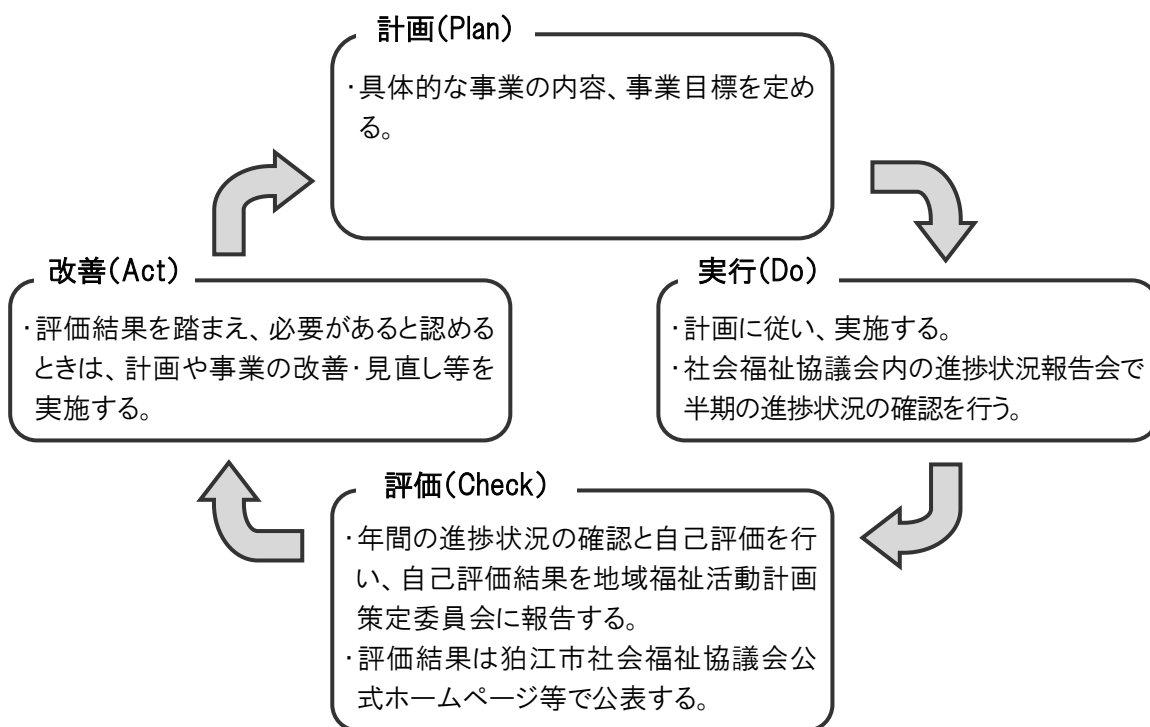 計画(Plan)
・具体的な事業の内容、事業目標を定め
る。
改善(Act)
・評価結果を踏まえ、必要があると認める
ときは、計画や事業の改善・見直し等を
実施する。
実行(Do)
・計画に従い、実施する。
・社会福祉協議会内の進捗状況報告会で
半期の進捗状況の確認を行う。
評価(Check)
・年間の進捗状況の確認と自己評価を行
い、自己評価結果を地域福祉活動計画
策定委員会に報告する。
・評価結果は狛江市社会福祉協議会公
式ホームページ等で公表する。